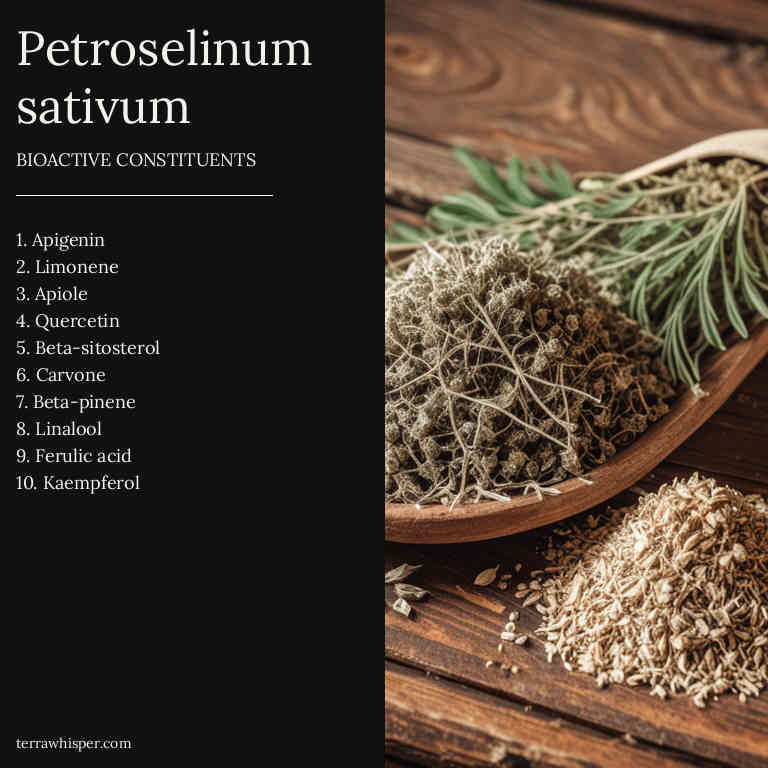 Petroselinum
sativum
BIOACTIVE CONSTITUENTS
1. Apigenin
2. Limonene
3. Apiole
4. Quercetin
5. Beta-sitosterol
6. Carvone
7. Beta-pinene
8. Linalool
9. Ferulic acid
10. Kaempferol
terrawhisper.com